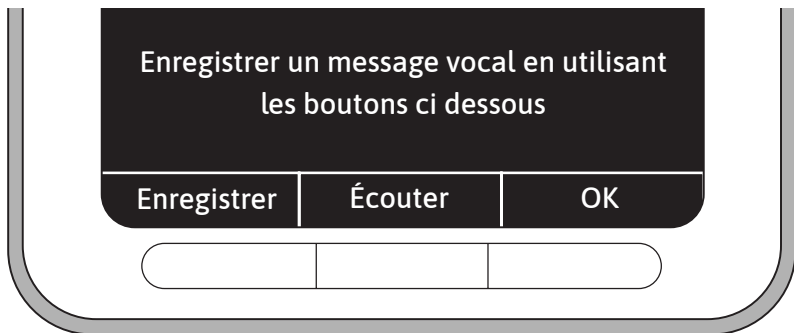 Enregistrer un message vocal en utilisant
les boutons ci dessous
Enregistrer Écouter OK